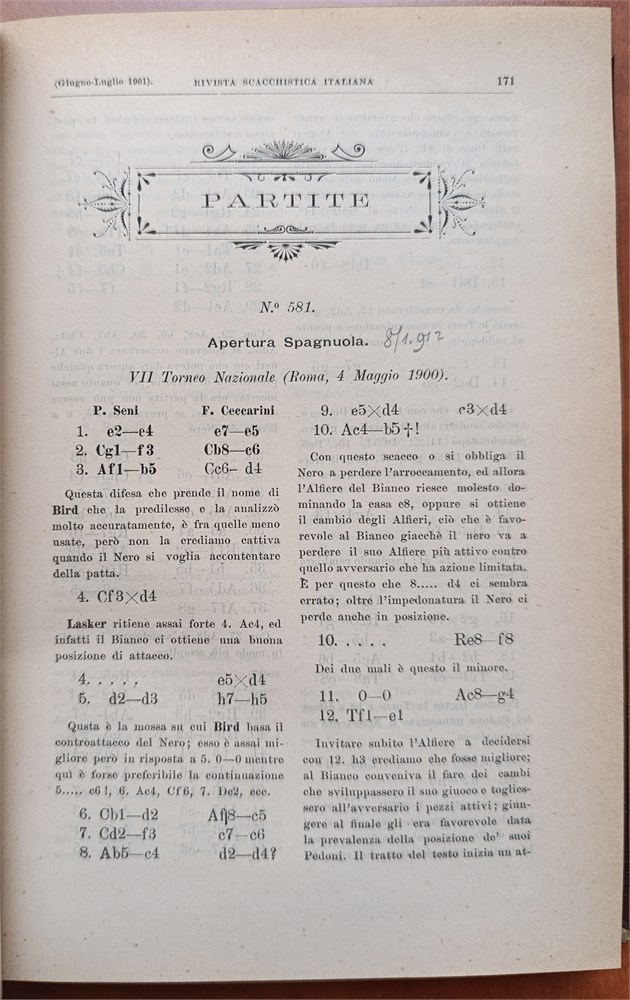 (Giugno-Luglio 1901). RIVISTA SCACCHISTICA ITALIANA 171
PARTITE
N.º 581.
Apertura Spagnuola. 8/1.912
VII Torneo Nazionale (Roma, 4 Maggio 1900).
P. Seni F. Ceccarini
1. e2—e4 e7—e5
2. Cg1—f3 Cb8—c6
3. Af1—b5 Cc6- d4
Questa difesa che prende il nome di
Bird che la predilesse e la analizzò
molto accuratamente, è fra quelle meno
usate, però non la crediamo cattiva
quando il Nero si voglia accontentare
della patta.
4. Cf3×d4
Lasker ritiene assai forte 4. Ac4, ed
infatti il Bianco ci ottiene una buona
posizione di attacco.
4. . . . . e5×d4
5. d2—d3 h7—h5
Qusta è la mossa su cui Bird basa il
controattacco del Nero; esso è assai mi-
gliore però in risposta a 5. 0—0 mentre
quì è forse preferibile la continuazione
5..... c6!, 6. Ac4, Cf6, 7. De2, ecc.
6. Cb1—d2 Af8—c5
7. Cd2—f3 c7—c6
8. Ab5—c4 d2—d4?
9. e5×d4 c3×d4
10. Ac4—b5†!
Con questo scacco o si obbliga il
Nero a perdere l'arroccamento, ed allora
l'Alfiere del Bianco riesce molesto do-
minando la casa e8, oppure si ottiene
il cambio degli Alfieri, ciò che è favo-
revole al Bianco giacchè il nero va a
perdere il suo Alfiere più attivo contro
quello avversario che ha azione limitata.
È per questo che 8..... d4 ci sembra
errato; oltre l'impedonatura il Nero ci
perde anche in posizione.
10. . . . . Re8—f8
Dei due mali è questo il minore.
11. 0—0 Ac8—g4
12. Tf1—e1
Invitare subito l'Alfiere a decidersi
con 12. h3 crediamo che fosse migliore;
al Bianco conveniva il fare dei cambi
che sviluppassero il suo giuoco e toglies-
sero all'avversario i pezzi attivi; giun-
gere al finale gli era favorevole data
la prevalenza della posizione de' suoi
Pedoni. Il tratto del testo inizia un at-